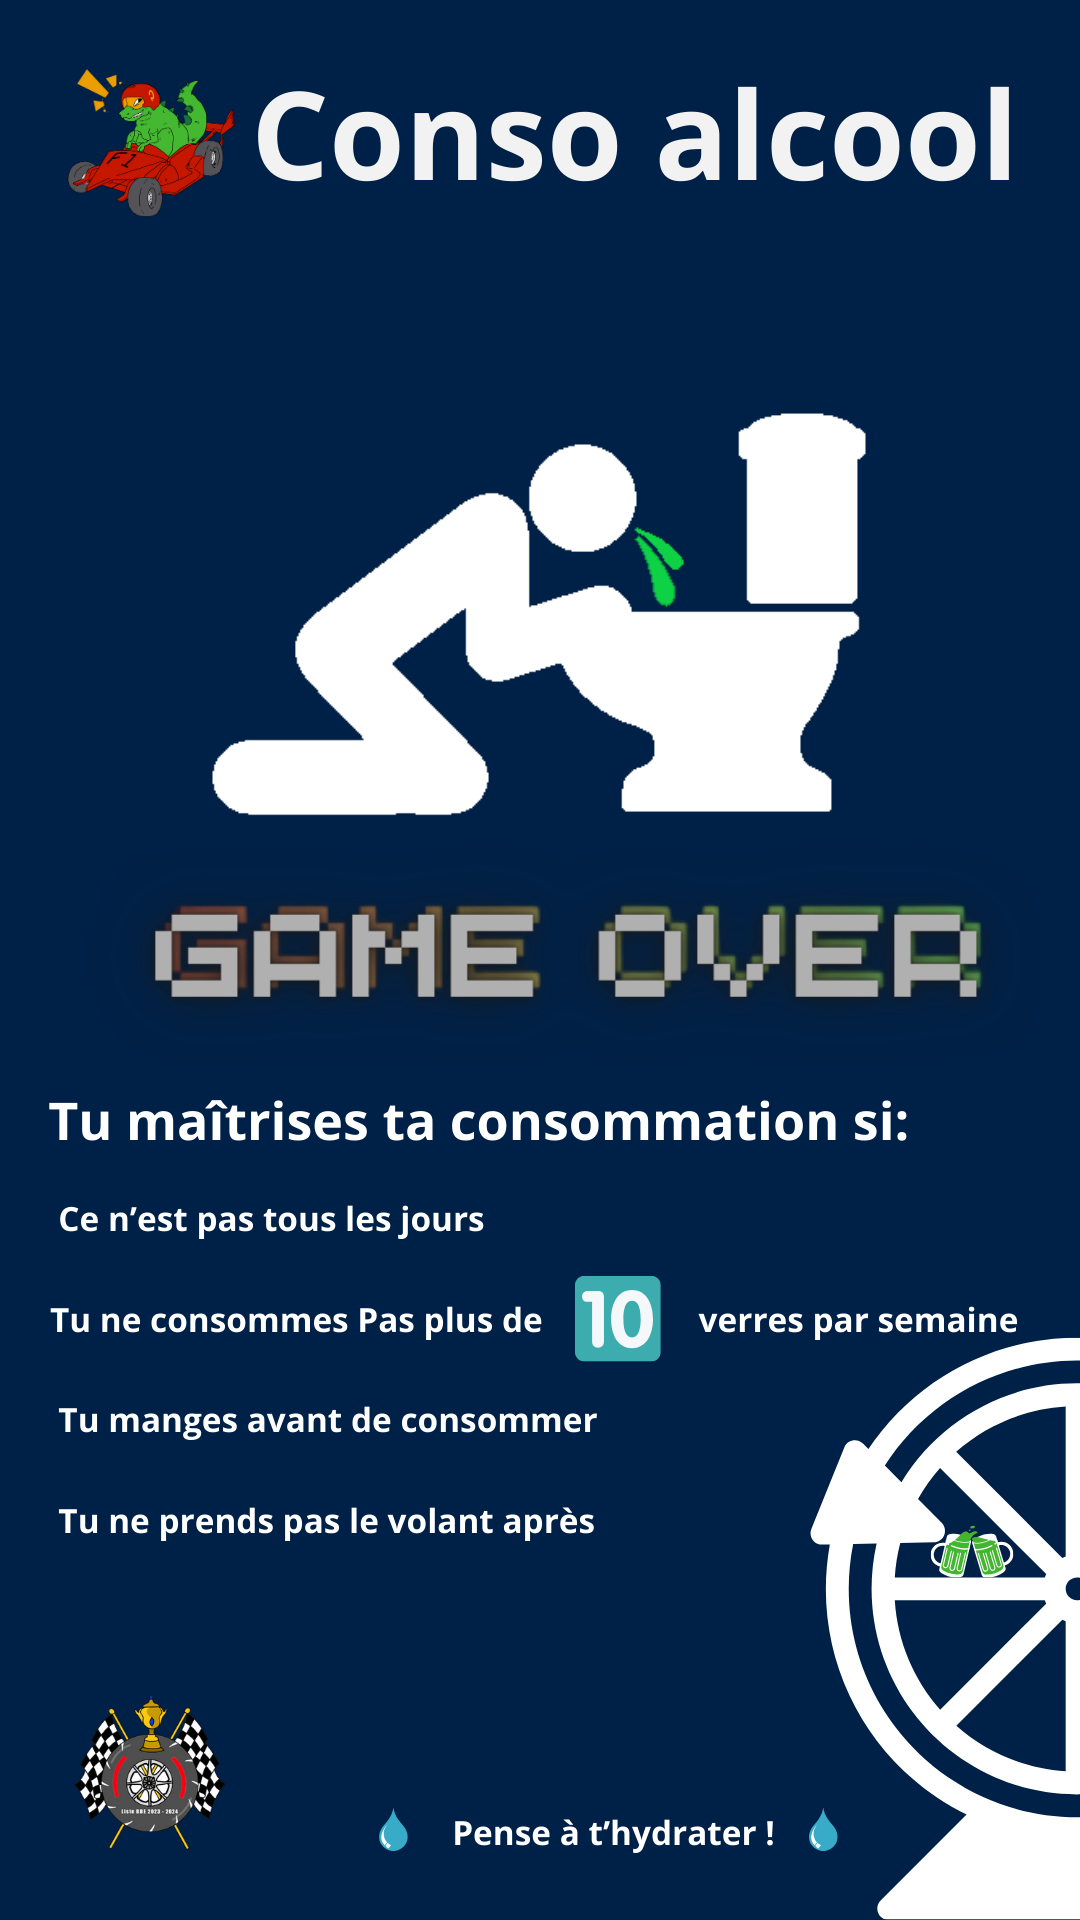 F1
Conso alcool
GAME OVER
Tu maîtrises ta consommation si:
Ce n’est pas tous les jours
Tu ne consommes Pas plus de 10 verres par semaine
Tu manges avant de consommer
Tu ne prends pas le volant après
Liste BDE 2023 - 2024
Pense à t’hydrater !